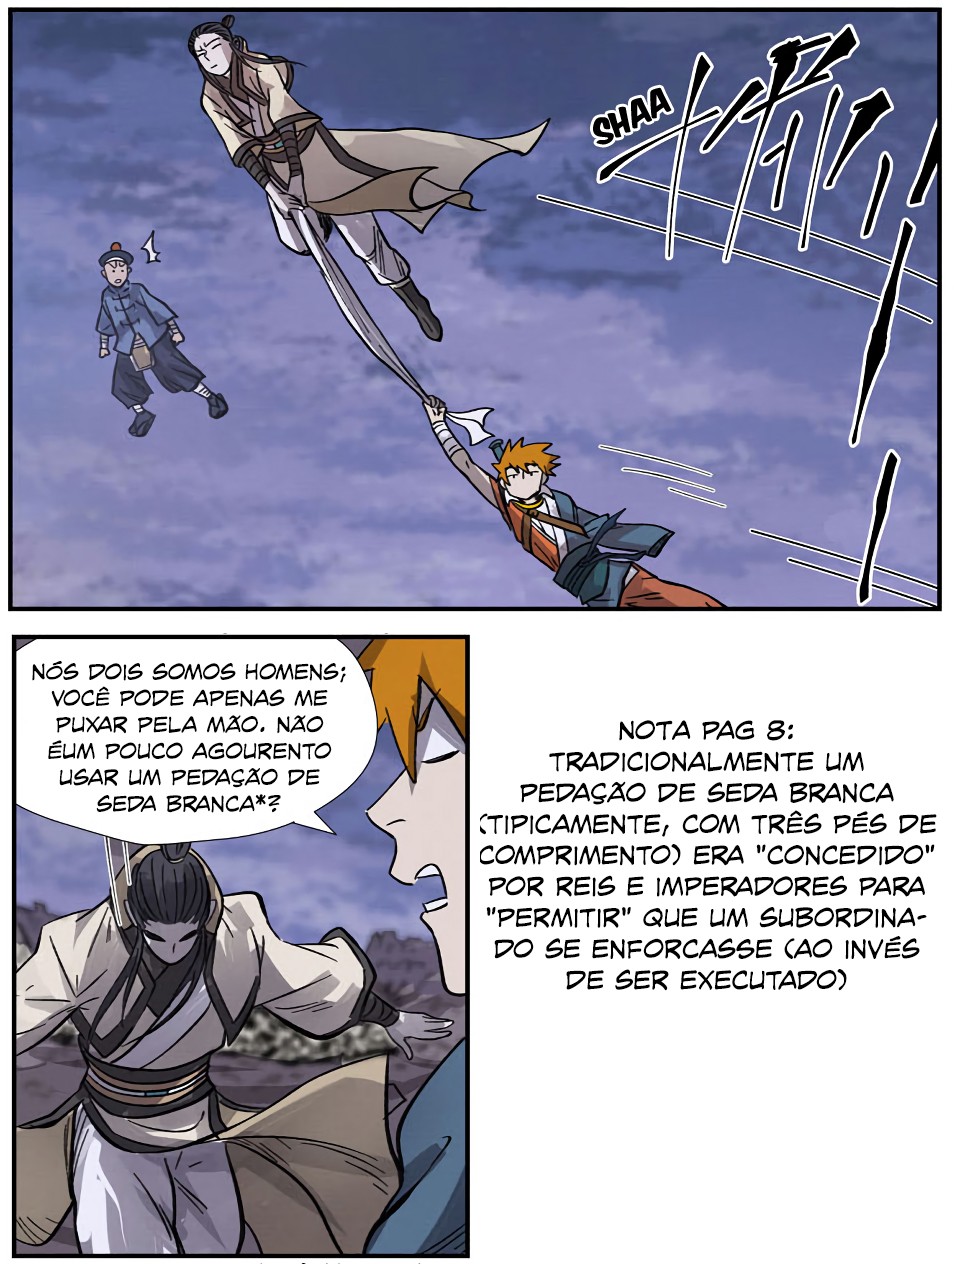 SHAA
NÓS DOIS SOMOS HOMENS;
VOCÊ PODE APENAS ME
PUXAR PELA MÃO. NÃO
ÉUM POUCO AGOURENTO
USAR UM PEDAÇÃO DE
SEDA BRANCA*?
NOTA PAG 8:
TRADICIONALMENTE UM
PEDAÇÃO DE SEDA BRANCA
(TIPICAMENTE, COM TRÊS PÉS DE
COMPRIMENTO) ERA "CONCEDIDO"
POR REIS E IMPERADORES PARA
"PERMITIR" QUE UM SUBORDINA-
DO SE ENFORCASSE (AO INVÉS
DE SER EXECUTADO)